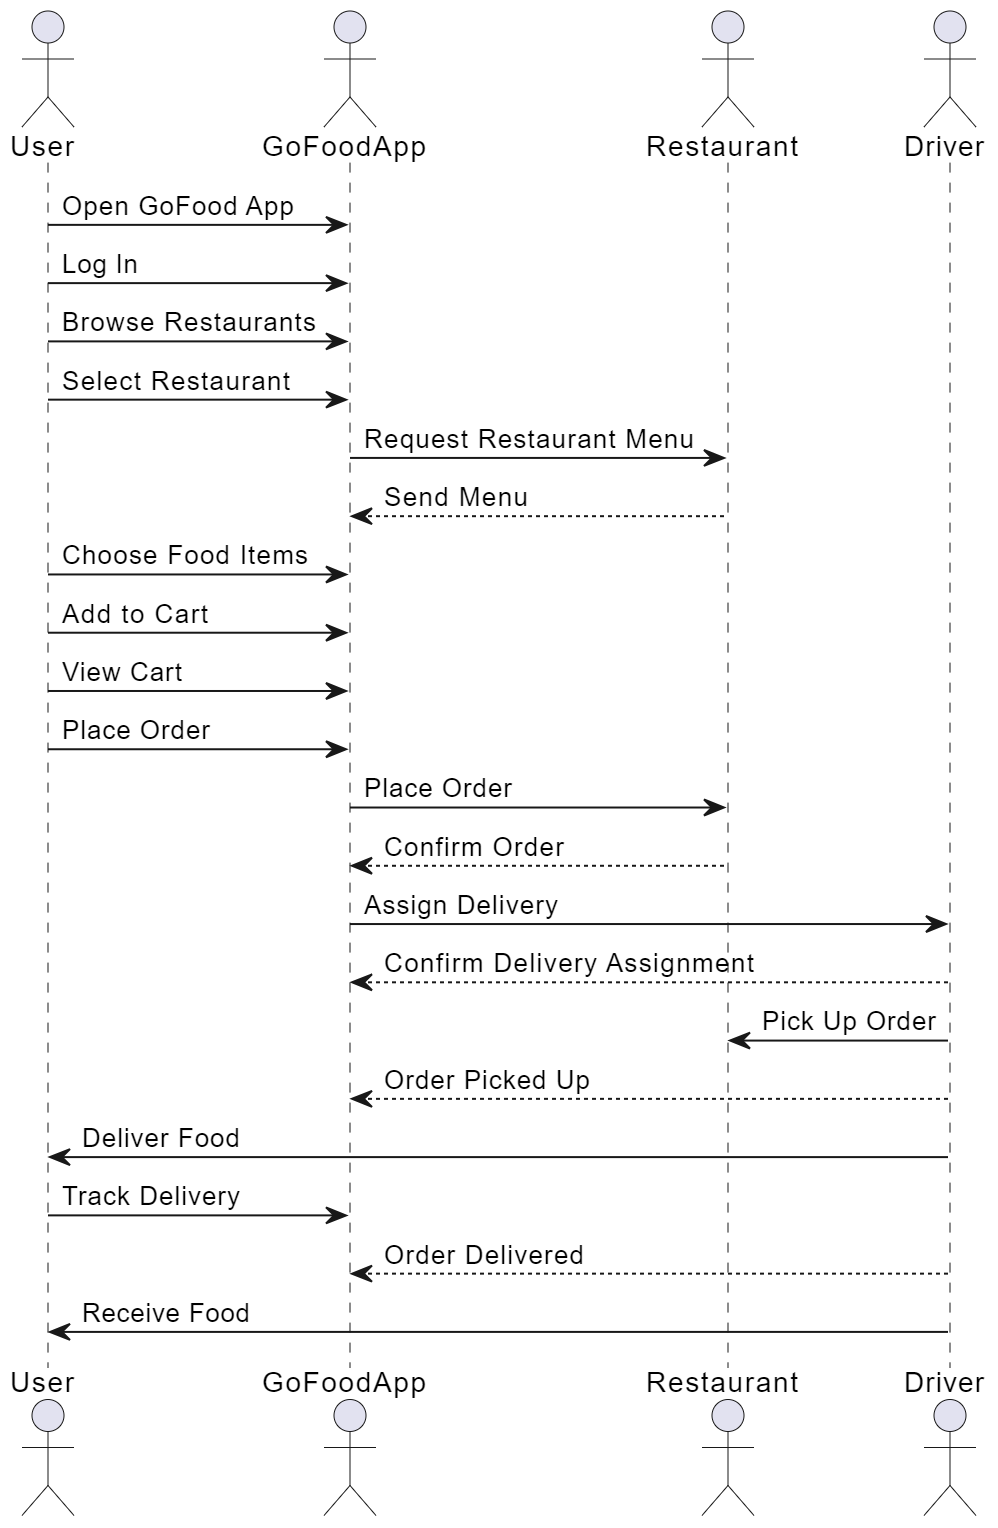 User GoFoodApp Restaurant Driver
Open GoFood App
Log In
Browse Restaurants
Select Restaurant
Request Restaurant Menu
Send Menu
Choose Food Items
Add to Cart
View Cart
Place Order
Place Order
Confirm Order
Assign Delivery
Confirm Delivery Assignment
Pick Up Order
Order Picked Up
Deliver Food
Track Delivery
Order Delivered
Receive Food
User GoFoodApp Restaurant Driver